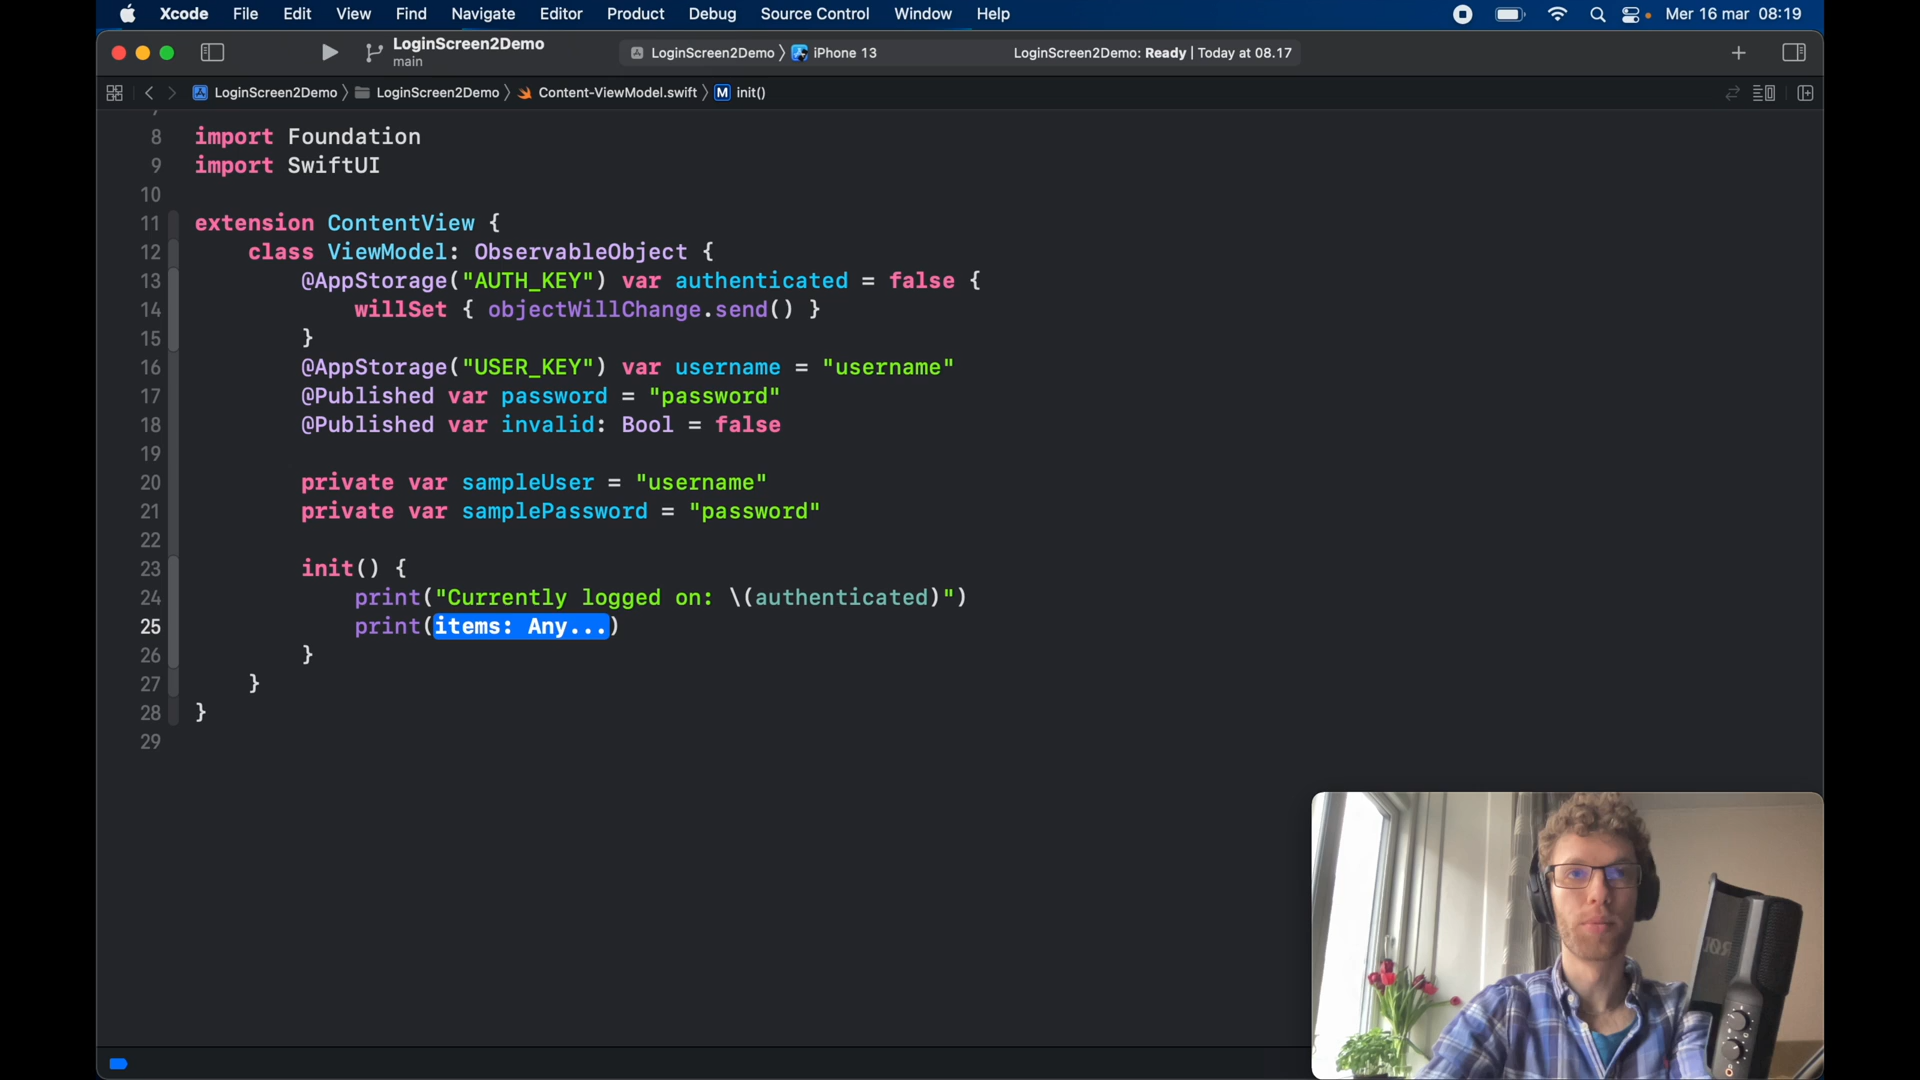 Xcode File Edit View Find Navigate Editor Product Debug Source Control Window Help Mer 16 mar 08:19
LoginScreen2Demo
main
LoginScreen2Demo 〉 iPhone 13 LoginScreen2Demo: Ready | Today at 08.17
LoginScreen2Demo 〉 LoginScreen2Demo 〉 Content-ViewModel.swift 〉 M init()
8 import Foundation
9 import SwiftUI
10
11 extension ContentView {
12 class ViewModel: ObservableObject {
13 @AppStorage("AUTH_KEY") var authenticated = false {
14 willSet { objectWillChange.send() }
15 }
16 @AppStorage("USER_KEY") var username = "username"
17 @Published var password = "password"
18 @Published var invalid: Bool = false
19
20 private var sampleUser = "username"
21 private var samplePassword = "password"
22
23 init() {
24 print("Currently logged on: \(authenticated)")
25 print(items: Any...)
26 }
27 }
28 }
29
RØDE